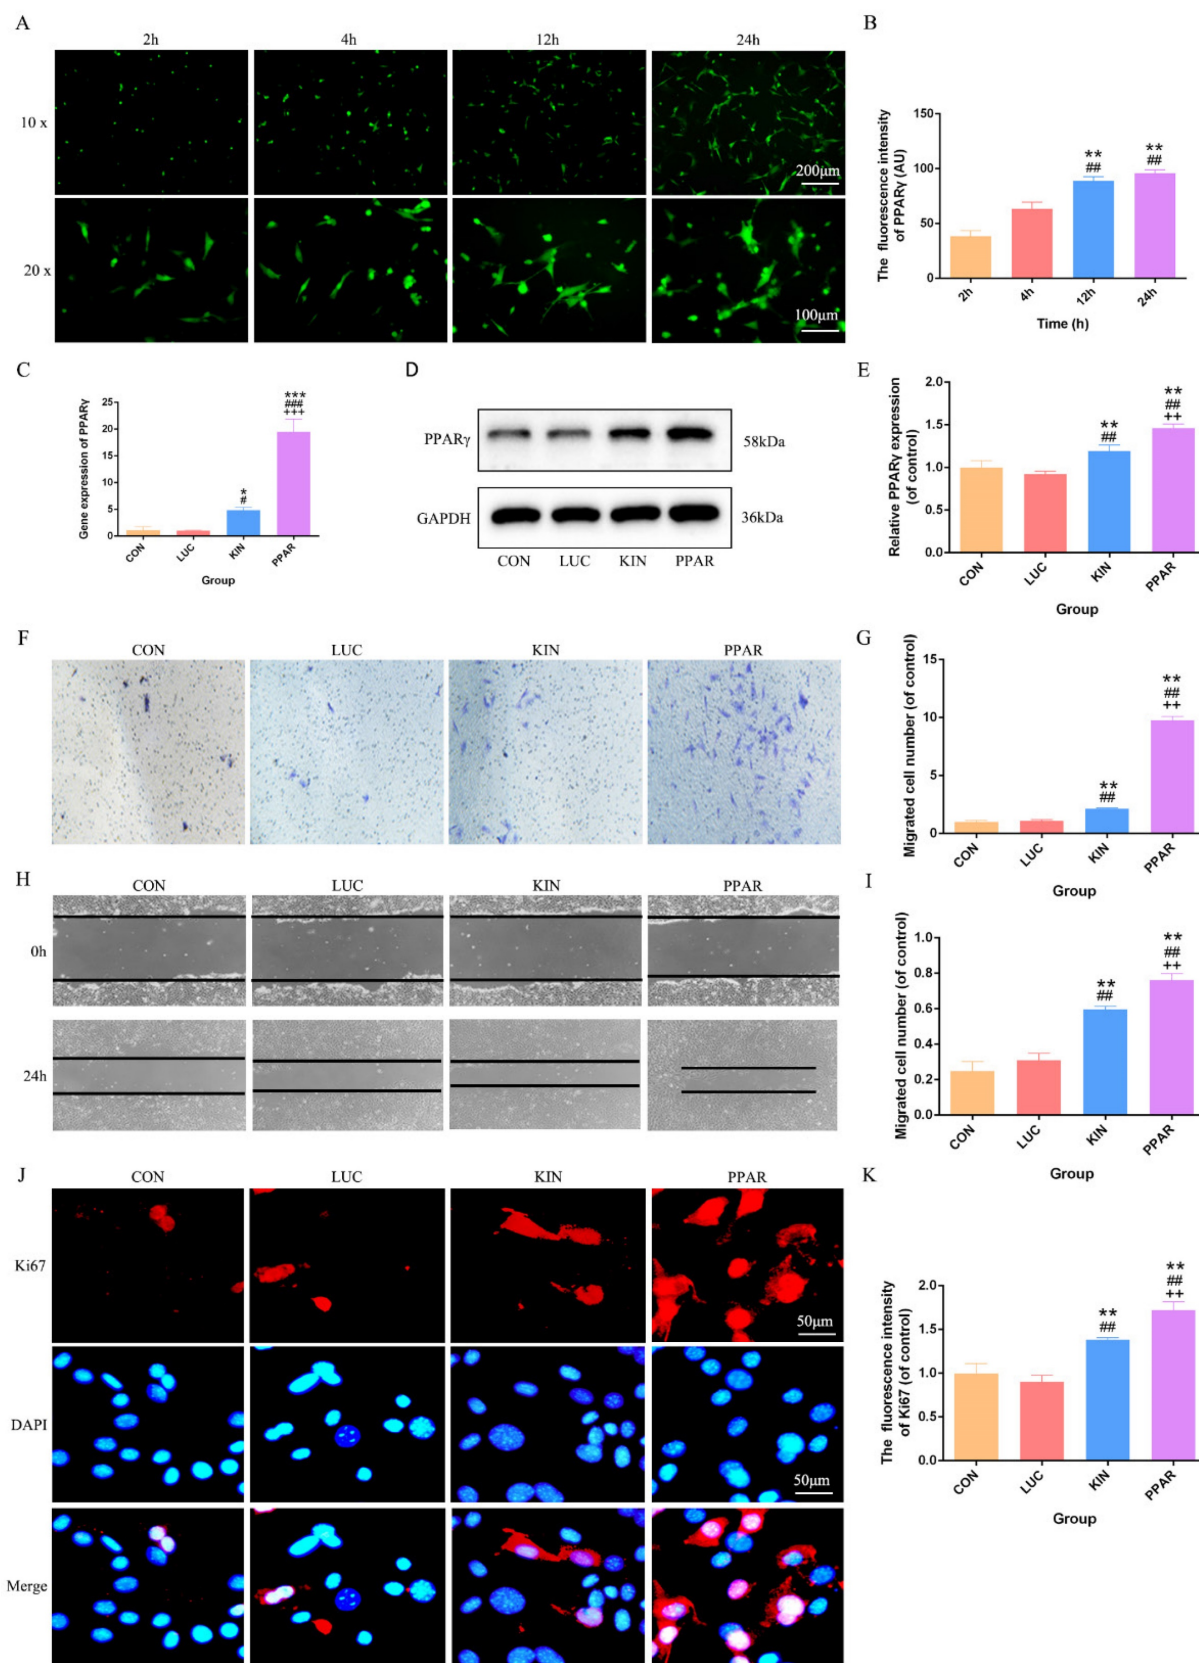 A
2h
4h
12h
24h
10 x
200μm
20 x
100μm
B
The fluorescence intensity
of PPARγ (AU)
150
100
50
0
**
##
**
##
2h
4h
12h
24h
Time (h)
C
Gene expression of PPARγ
25
20
15
10
5
0
*
#
***
###
+++
CON
LUC
KIN
PPAR
Group
D
PPARγ
58kDa
GAPDH
36kDa
CON
LUC
KIN
PPAR
E
Relative PPARγ expression
(of control)
2.0
1.5
1.0
0.5
0.0
**
##
**
##
++
CON
LUC
KIN
PPAR
Group
F
CON
LUC
KIN
PPAR
G
Migrated cell number (of control)
15
10
5
0
**
##
**
##
++
CON
LUC
KIN
PPAR
Group
H
CON
LUC
KIN
PPAR
0h
24h
I
Migrated cell number (of control)
1.0
0.8
0.6
0.4
0.2
0.0
**
##
**
##
++
CON
LUC
KIN
PPAR
Group
J
CON
LUC
KIN
PPAR
Ki67
50μm
DAPI
50μm
Merge
K
The fluorescence intensity
of Ki67 (of control)
2.0
1.5
1.0
0.5
0.0
**
##
**
##
++
CON
LUC
KIN
PPAR
Group